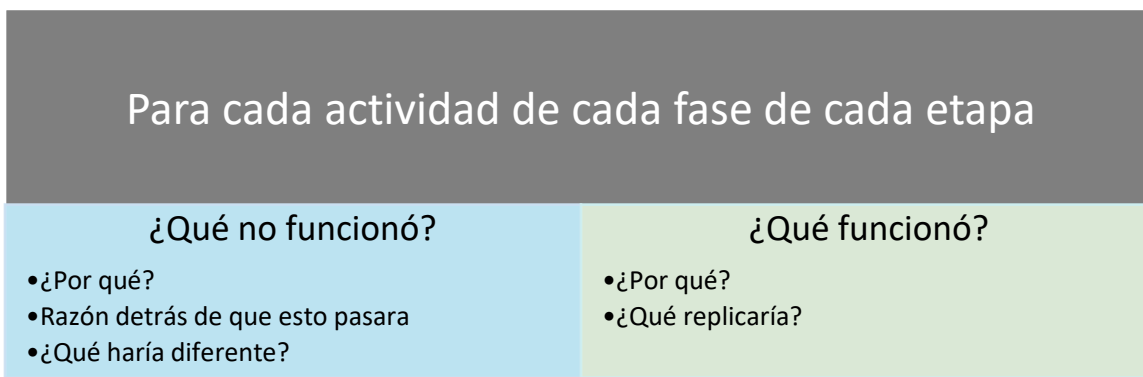 Para cada actividad de cada fase de cada etapa
¿Qué no funcionó?
•¿Por qué?
•Razón detrás de que esto pasara
•¿Qué haría diferente?
¿Qué funcionó?
•¿Por qué?
•¿Qué replicaría?